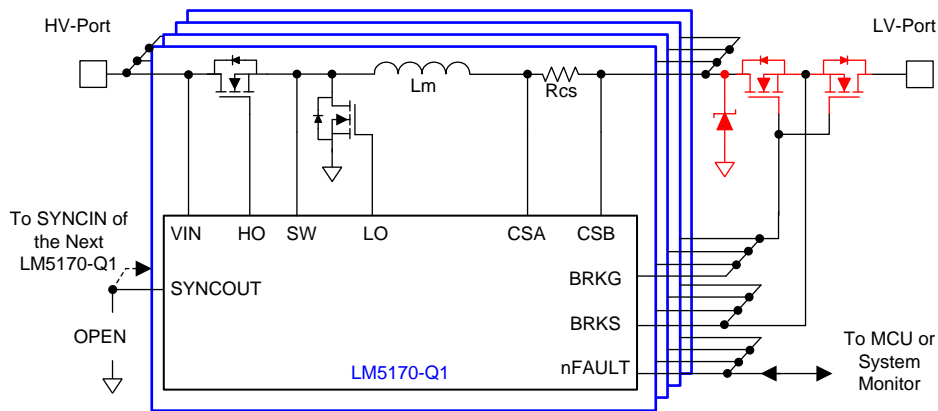 HV-Port
LV-Port
Lm
Rcs
To SYNCIN of
the Next
LM5170-Q1
VIN
HO
SW
LO
CSA
CSB
SYNCOUT
BRKG
OPEN
BRKS
LM5170-Q1
nFAULT
To MCU or
System
Monitor